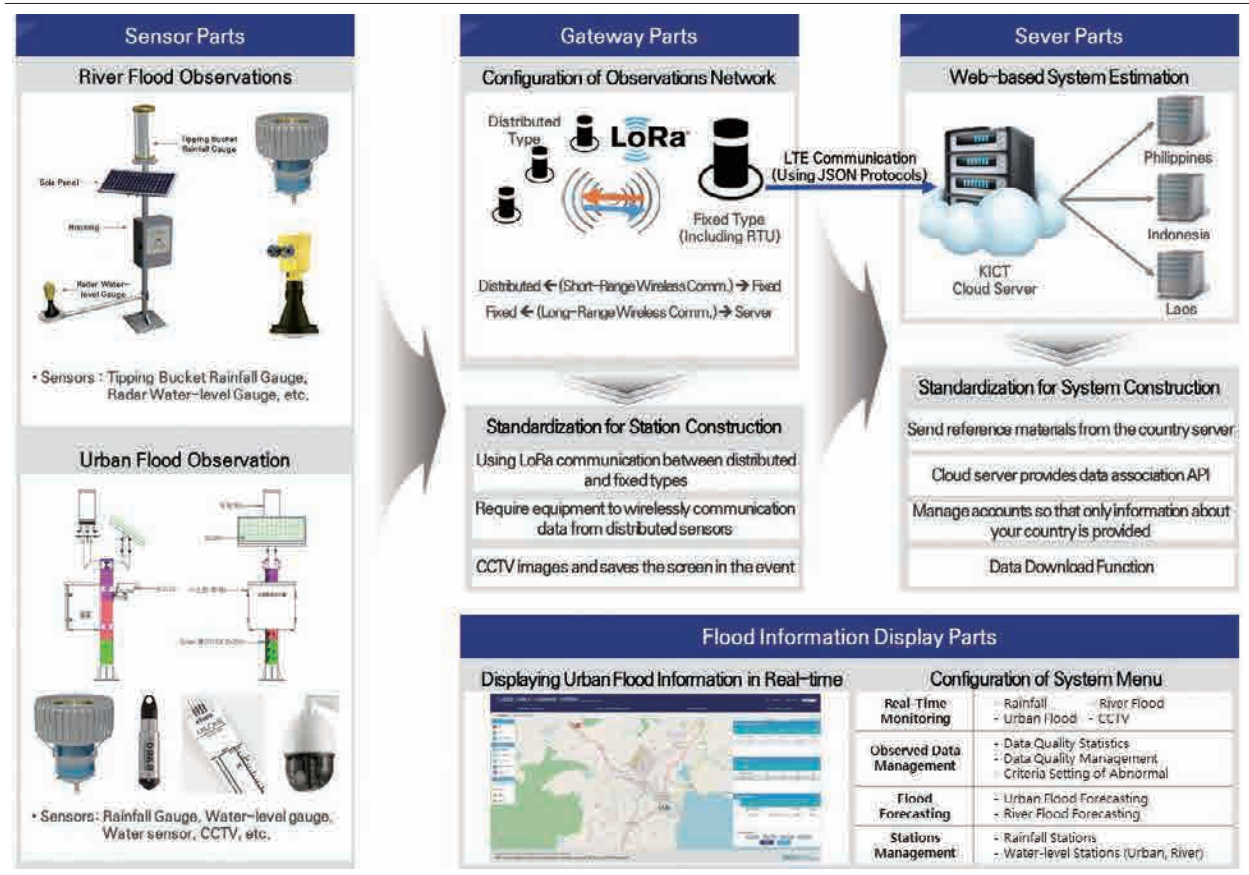 Sensor Parts
River Flood Observations
Tipping Bucket
Rainfall Gauge
Sola Panel
Housing
Radar Water-
level Gauge
• Sensors : Tipping Bucket Rainfall Gauge,
Radar Water-level Gauge, etc.
Urban Flood Observation
• Sensors: Rainfall Gauge, Water-level gauge,
Water sensor, CCTV, etc.
Gateway Parts
Configuration of Observations Network
Distributed
Type
LoRa
Fixed Type
(Including RTU)
Distributed ← (Short-Range Wireless Comm.) → Fixed
Fixed ← (Long-Range Wireless Comm.) → Server
LTE Communication
(Using JSON Protocols)
Standardization for Station Construction
Using LoRa communication between distributed
and fixed types
Require equipment to wirelessly communication
data from distributed sensors
CCTV images and saves the screen in the event
Sever Parts
Web-based System Estimation
KICT
Cloud Server
Philippines
Indonesia
Laos
Standardization for System Construction
Send reference materials from the country server
Cloud server provides data association API
Manage accounts so that only information about
your country is provided
Data Download Function
Flood Information Display Parts
Displaying Urban Flood Information in Real-time
Configuration of System Menu
Real-Time
Monitoring
- Rainfall - River Flood
- Urban Flood - CCTV
Observed Data
Management
- Data Quality Statistics
- Data Quality Management
- Criteria Setting of Abnormal
Flood
Forecasting
- Urban Flood Forecasting
- River Flood Forecasting
Stations
Management
- Rainfall Stations
- Water-level Stations (Urban, River)